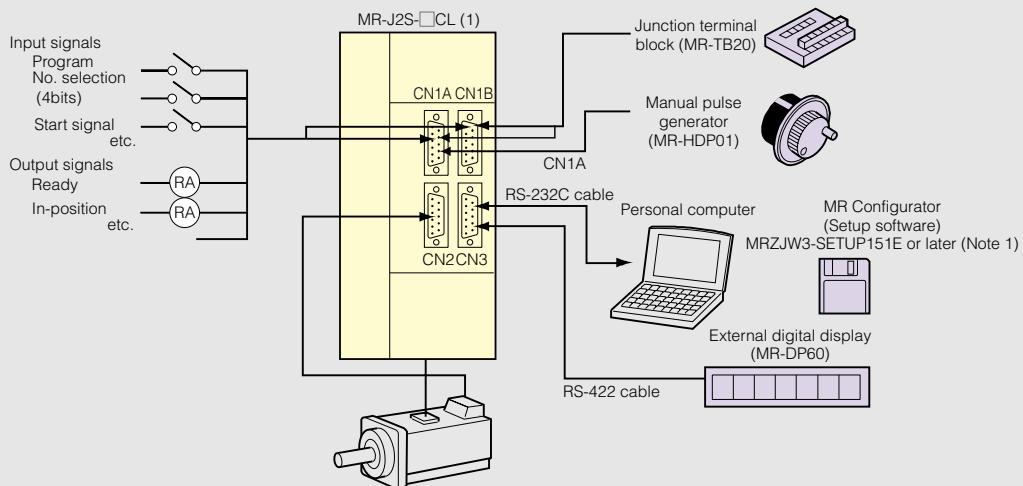 MR-J2S-□CL (1)
Input signals
Program
No. selection
(4bits)
Start signal
etc.
Output signals
Ready
RA
In-position
RA
etc.
CN1A CN1B
CN2 CN3
Junction terminal
block (MR-TB20)
Manual pulse
generator
(MR-HDP01)
CN1A
RS-232C cable
Personal computer
MR Configurator
(Setup software)
MRZJW3-SETUP151E or later (Note 1)
External digital display
(MR-DP60)
RS-422 cable